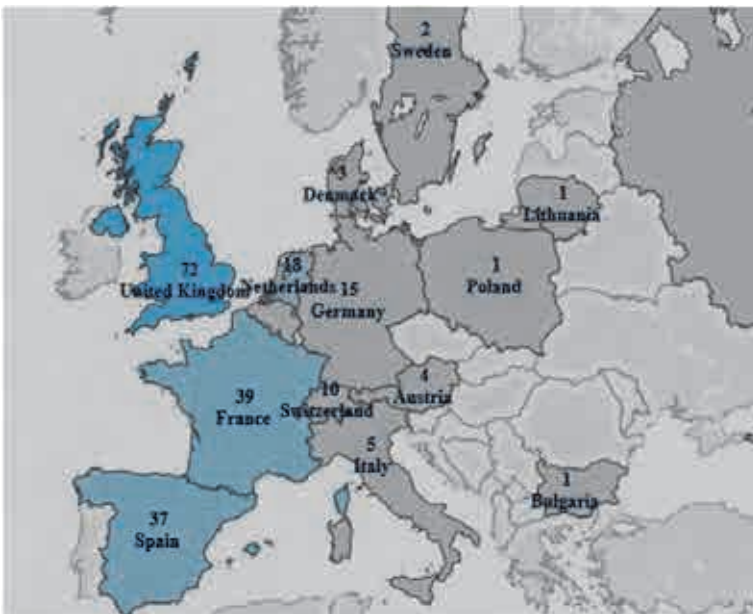 2
Sweden
3
Denmark
1
Lithuania
72
United Kingdom
18
Netherlands
15
Germany
1
Poland
39
France
10
Switzerland
4
Austria
5
Italy
1
Bulgaria
37
Spain